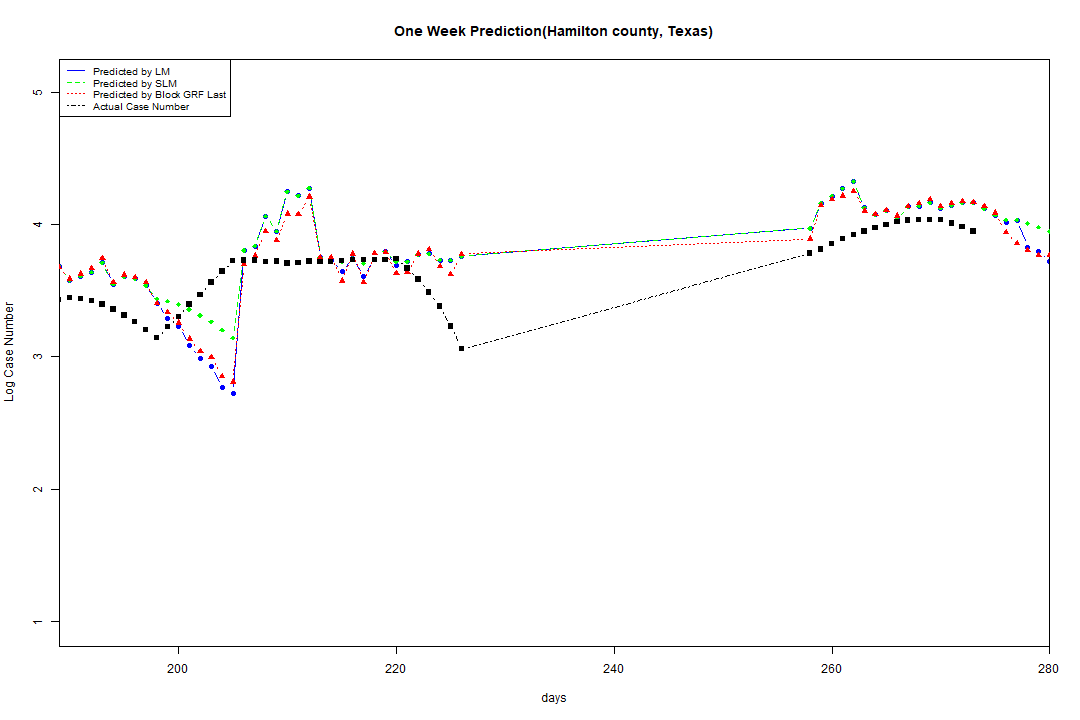 One Week Prediction(Hamilton county, Texas)
Predicted by LM
Predicted by SLM
Predicted by Block GRF Last
Actual Case Number
5
4
3
2
1
Log Case Number
200 220 240 260 280
days